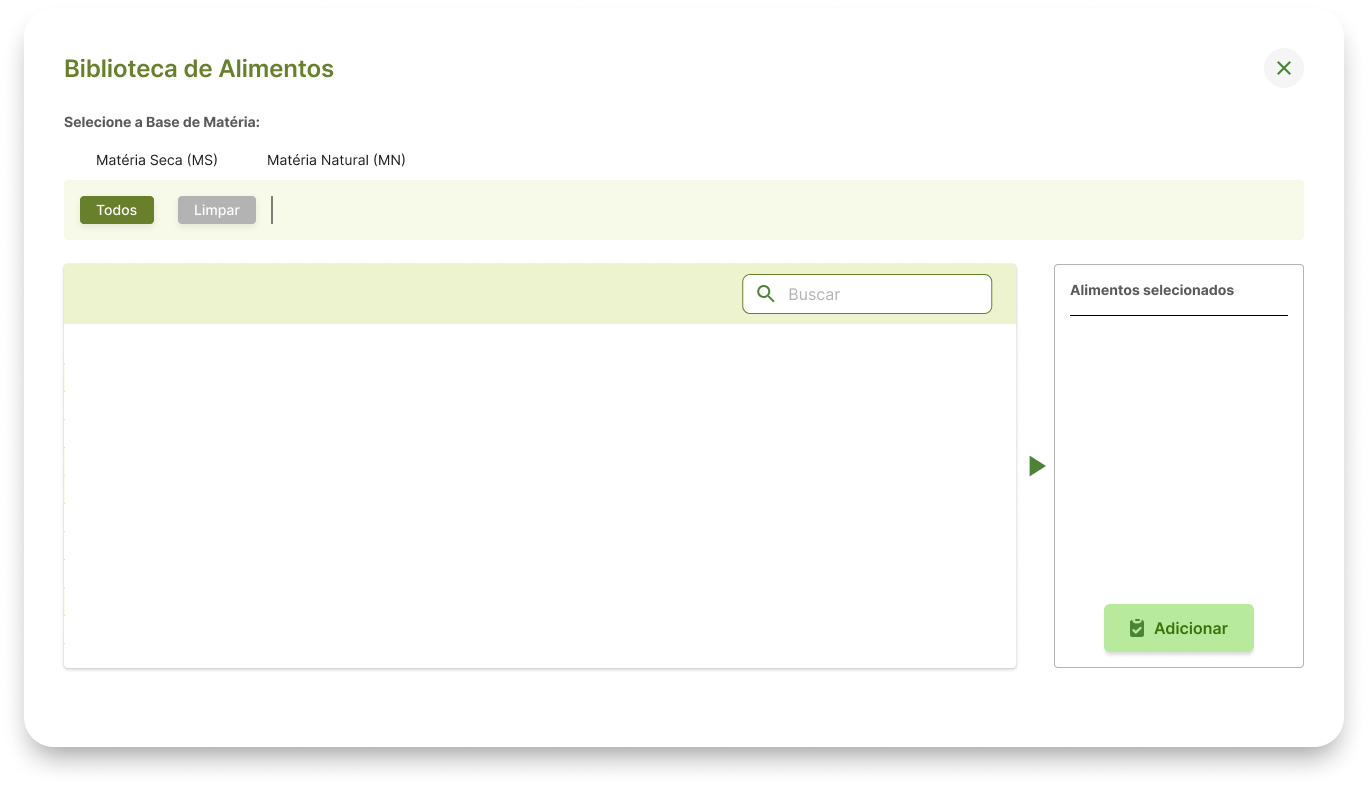 Biblioteca de Alimentos
Selecione a Base de Matéria:
Matéria Seca (MS) Matéria Natural (MN)
Todos Limpar
Buscar
Alimentos selecionados
Adicionar